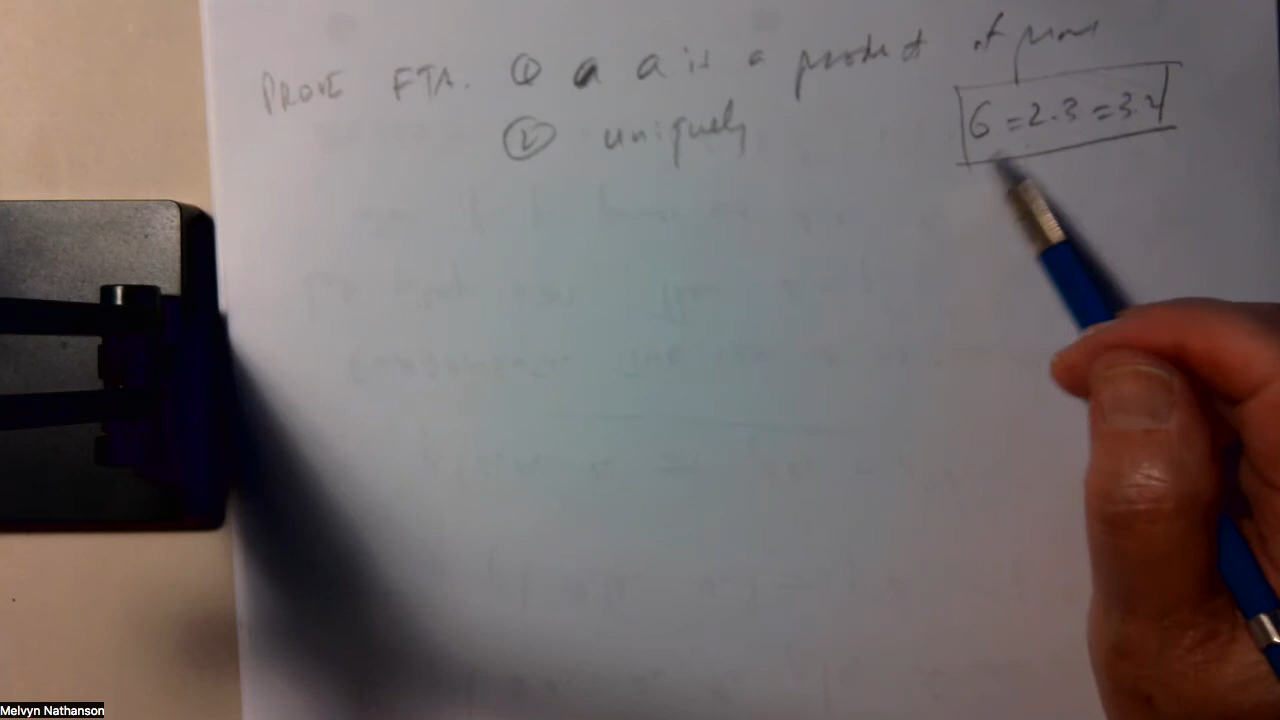 PROVE FTA. ① a is a product of primes
② uniquely
6 = 2·3 = 3·2
Melvyn Nathanson